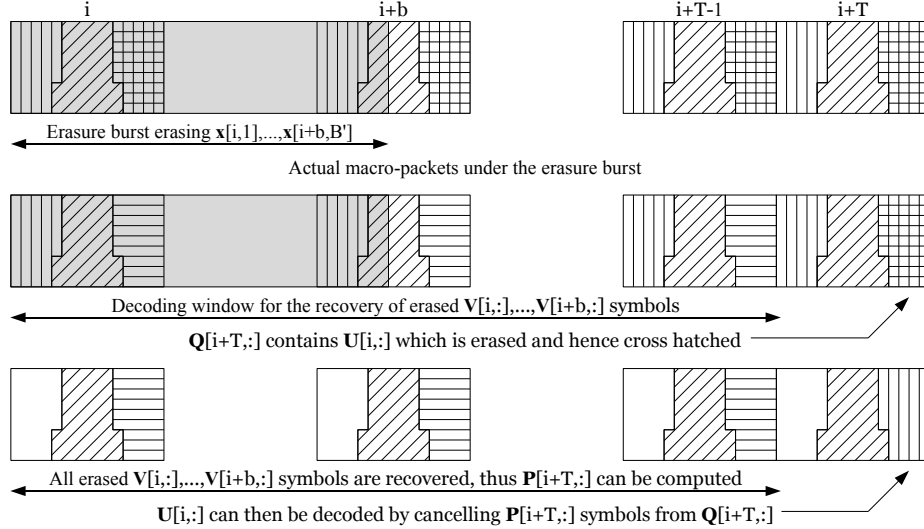 i i+b i+T-1 i+T
Erasure burst erasing x[i,1],...,x[i+b,B']
Actual macro-packets under the erasure burst
Decoding window for the recovery of erased V[i,:],...,V[i+b,:] symbols
Q[i+T,:] contains U[i,:] which is erased and hence cross hatched
All erased V[i,:],...,V[i+b,:] symbols are recovered, thus P[i+T,:] can be computed
U[i,:] can then be decoded by cancelling P[i+T,:] symbols from Q[i+T,:]